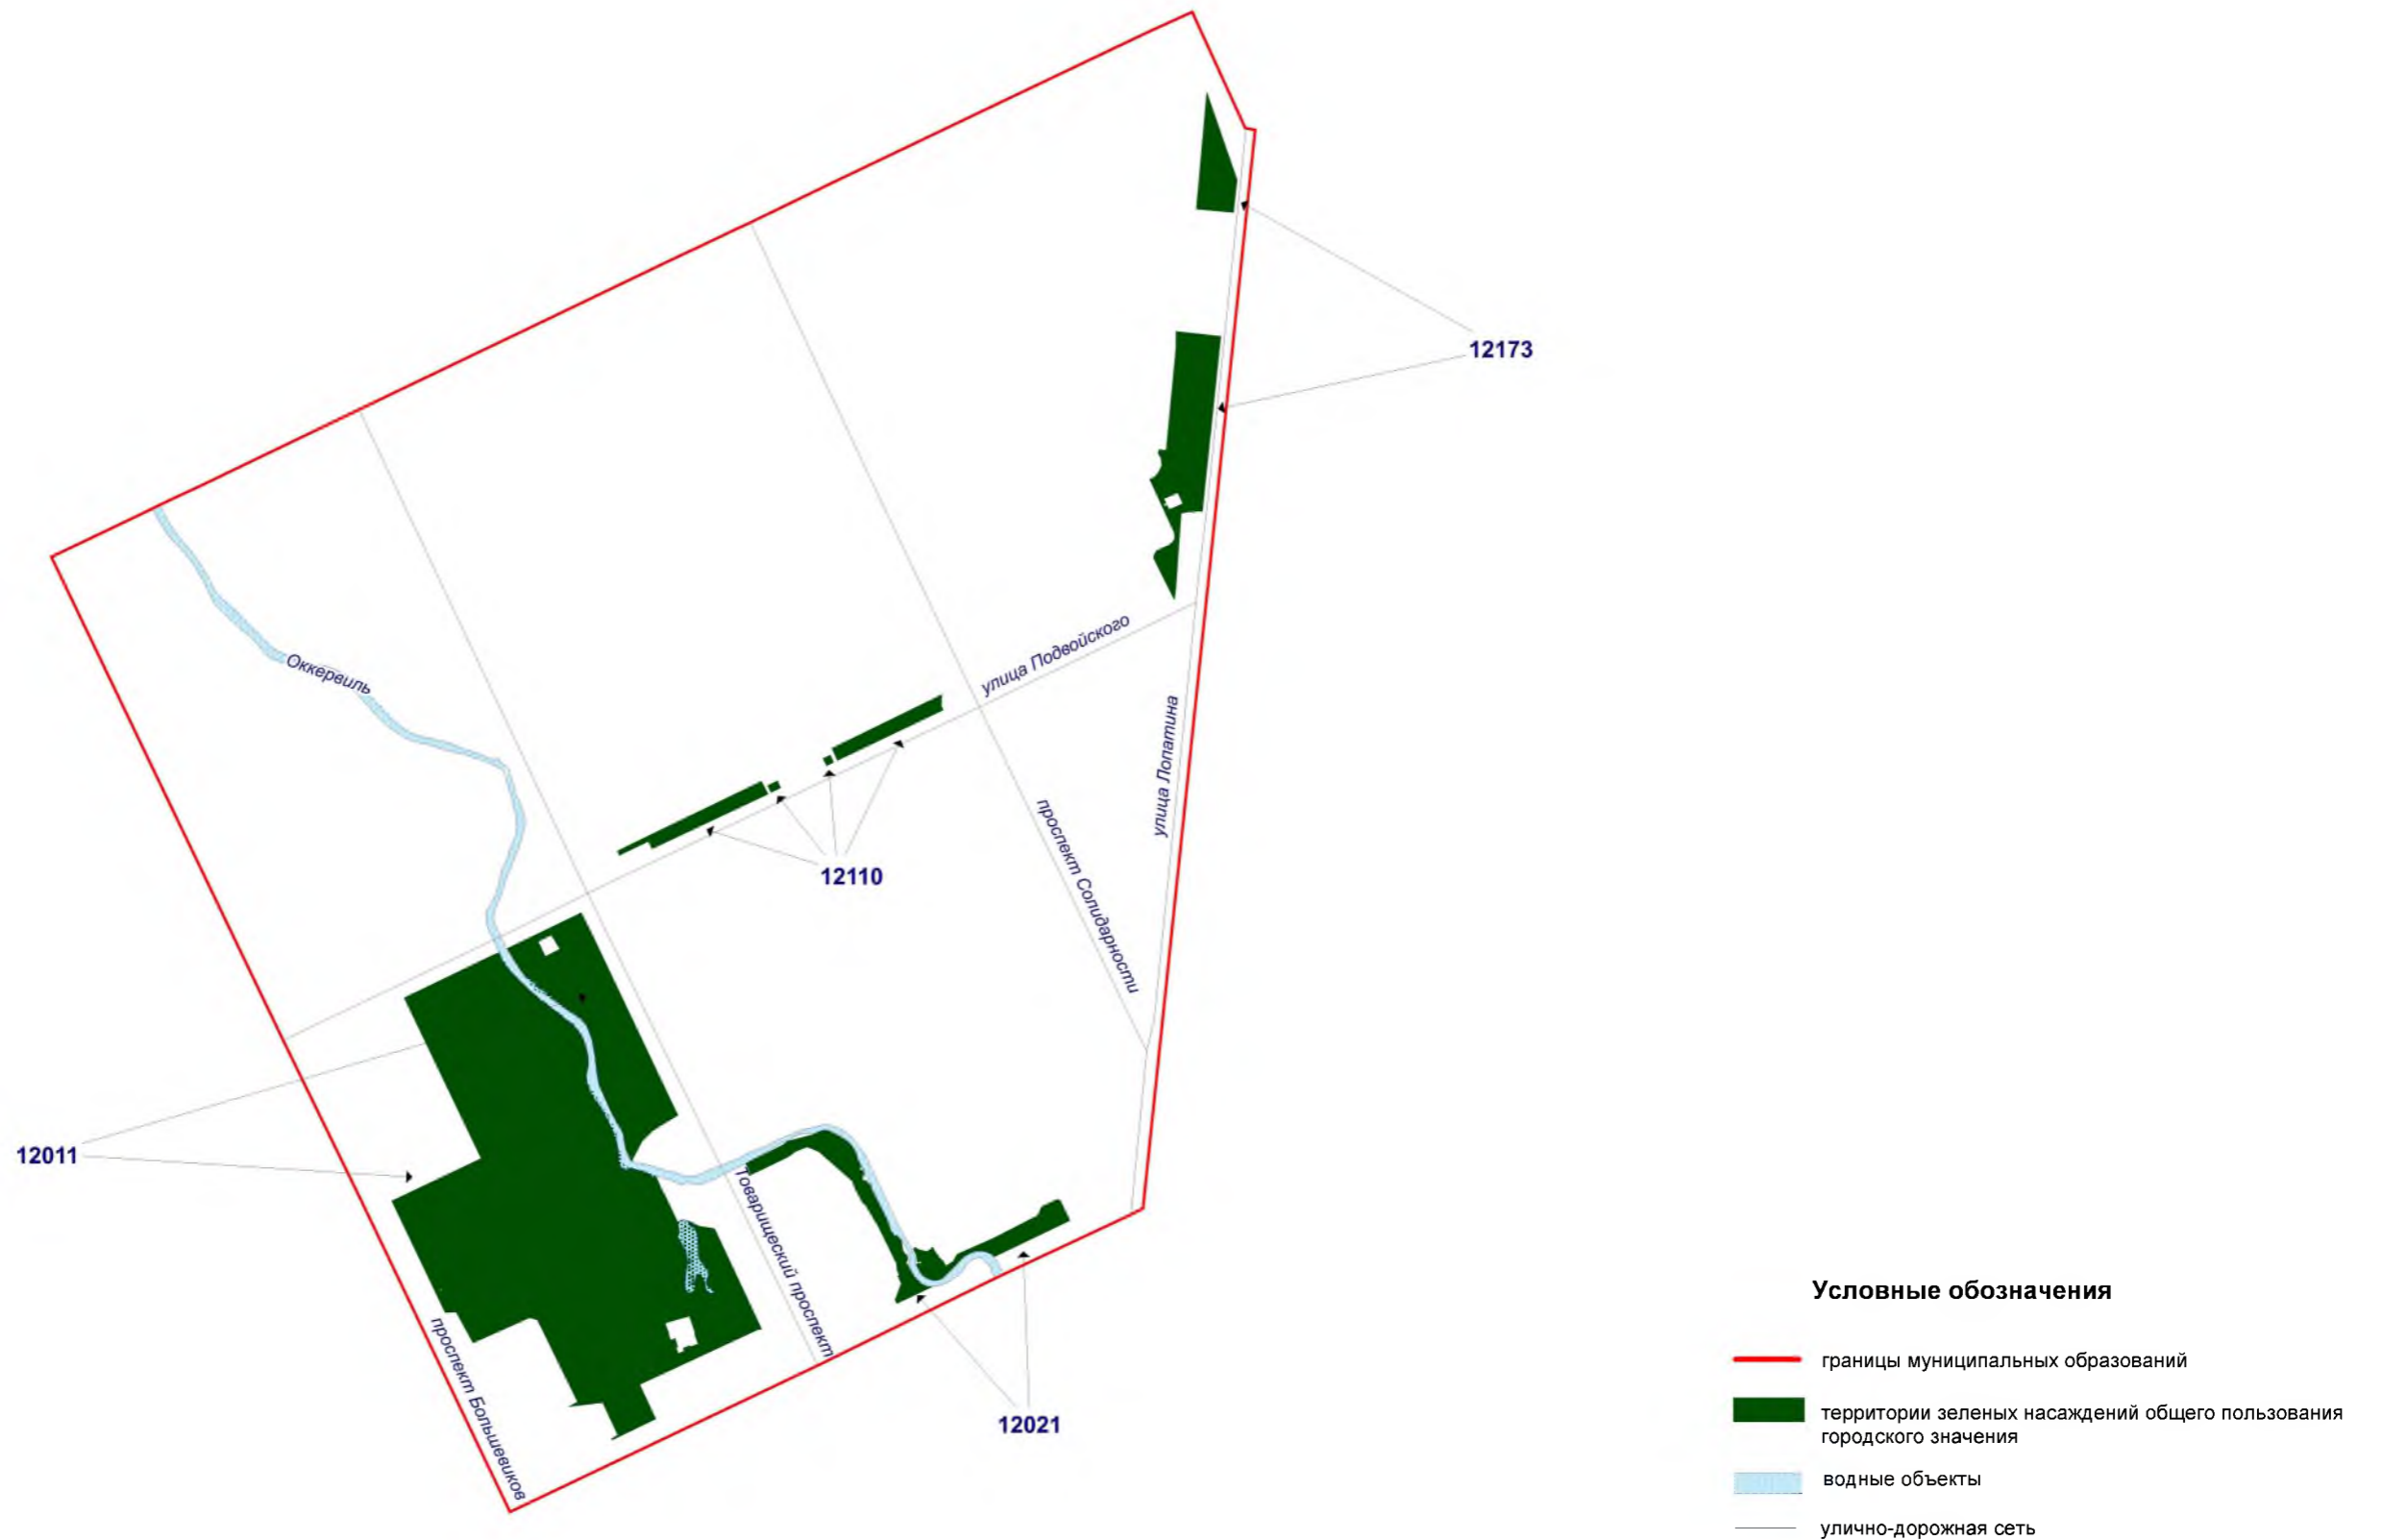 12173
Оккервиль
улица Подвойского
улица Лопатина
проспект Солидарности
12110
12011
Товарищеский проспект
проспект Большевиков
12021
Условные обозначения
границы муниципальных образований
территории зеленых насаждений общего пользования
городского значения
водные объекты
улично-дорожная сеть